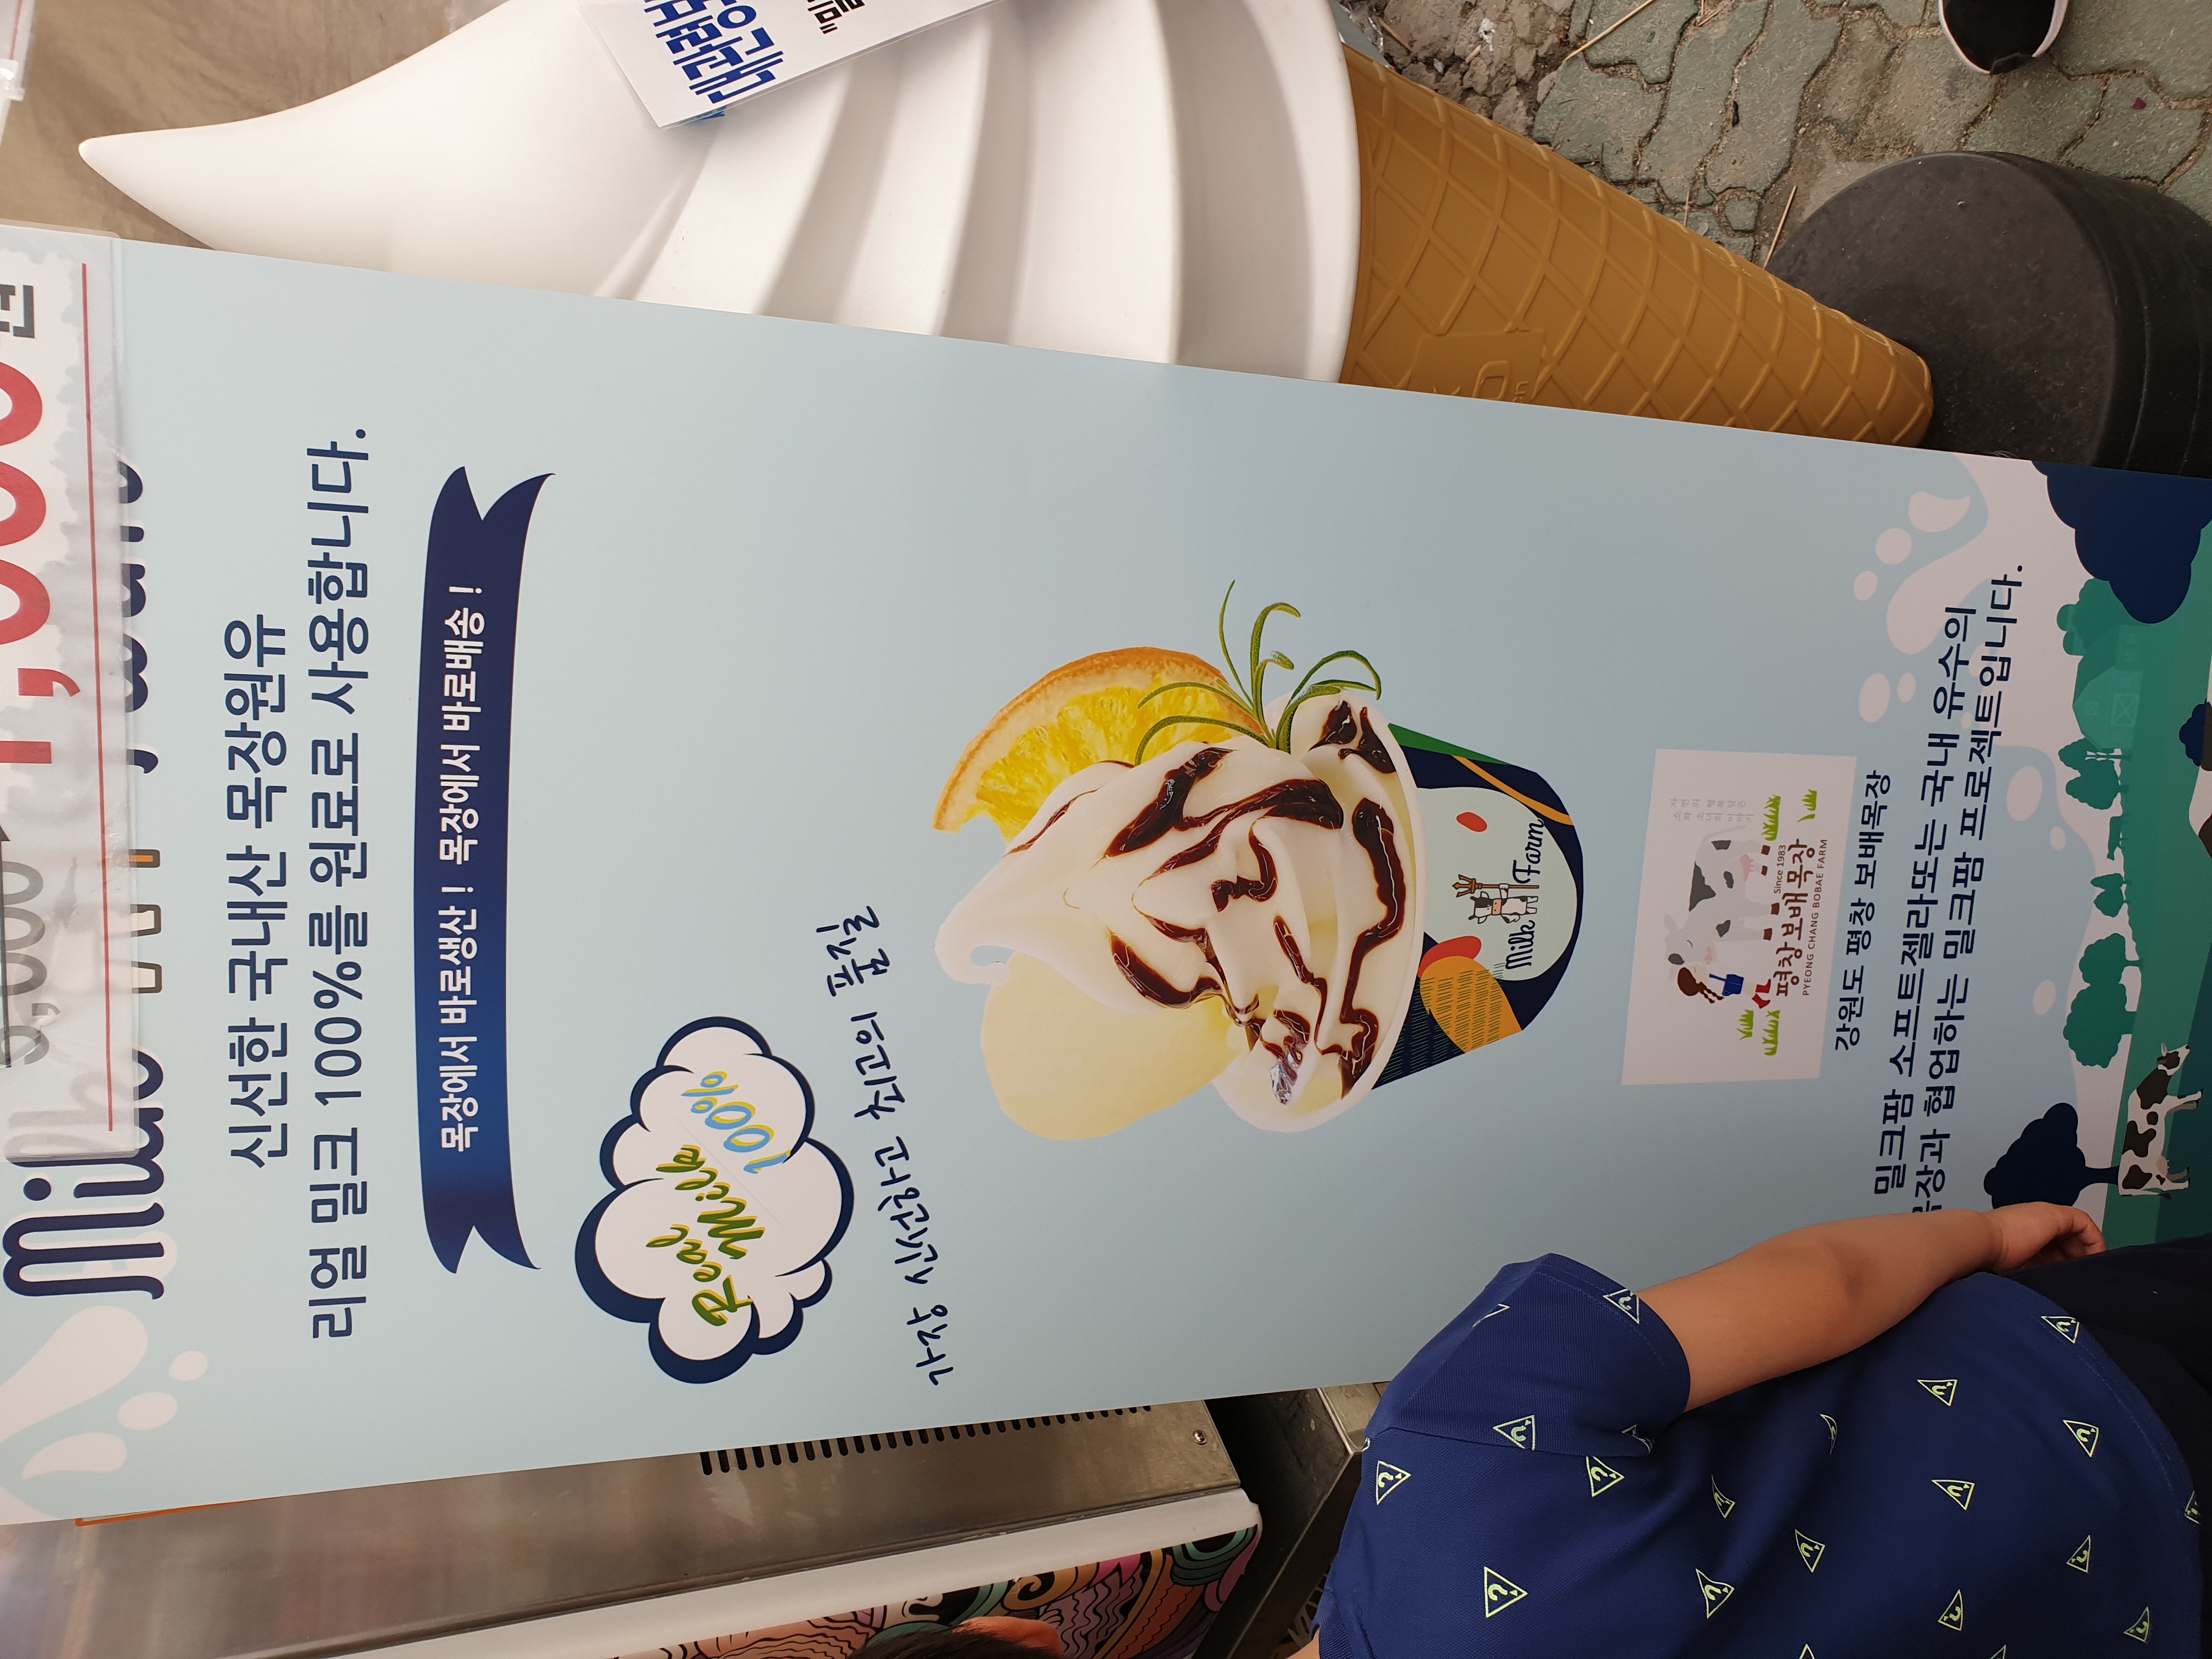 신선한 국내산 목장원유
리얼 밀크 100%를 원료로 사용합니다.
목장에서 바로생산 ! 목장에서 바로배송 !
Real
Milk
100%
가장 신선하고 최고의 품질
Milk Farm
Since 1983
평창보배목장
PYEONG CHANG BOBAE FARM
강원도 평창 보배목장
밀크팜 소프트젤라또는 국내 유수의
목장과 협업하는 밀크팜 프로젝트입니다.